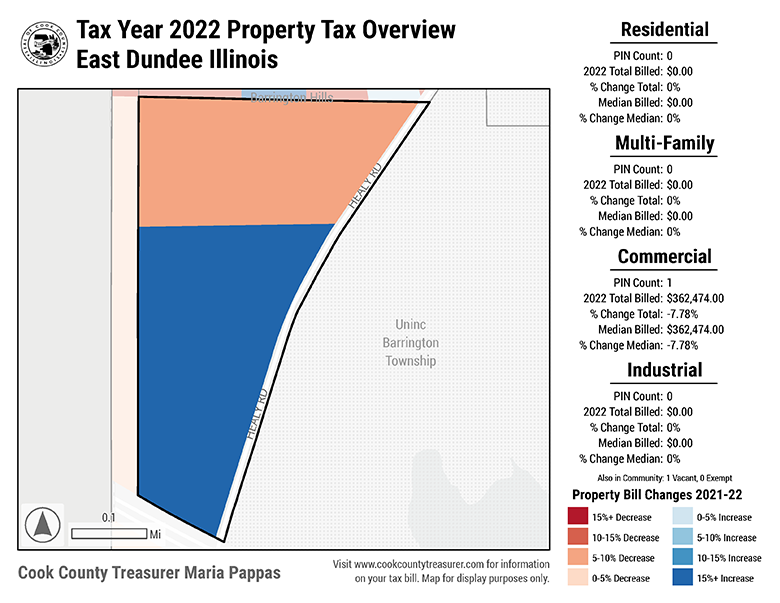 Tax Year 2022 Property Tax Overview
East Dundee Illinois
Barrington Hills
HEALY RD
Uninc
Barrington
Township
HEALY RD
0.1
Mi
Cook County Treasurer Maria Pappas
Visit www.cookcountytreasurer.com for information
on your tax bill. Map for display purposes only.
Residential
PIN Count: 0
2022 Total Billed: $0.00
% Change Total: 0%
Median Billed: $0.00
% Change Median: 0%
Multi-Family
PIN Count: 0
2022 Total Billed: $0.00
% Change Total: 0%
Median Billed: $0.00
% Change Median: 0%
Commercial
PIN Count: 1
2022 Total Billed: $362,474.00
% Change Total: -7.78%
Median Billed: $362,474.00
% Change Median: -7.78%
Industrial
PIN Count: 0
2022 Total Billed: $0.00
% Change Total: 0%
Median Billed: $0.00
% Change Median: 0%
Also in Community: 1 Vacant, 0 Exempt
Property Bill Changes 2021-22
15%+ Decrease
10-15% Decrease
5-10% Decrease
0-5% Decrease
0-5% Increase
5-10% Increase
10-15% Increase
15%+ Increase